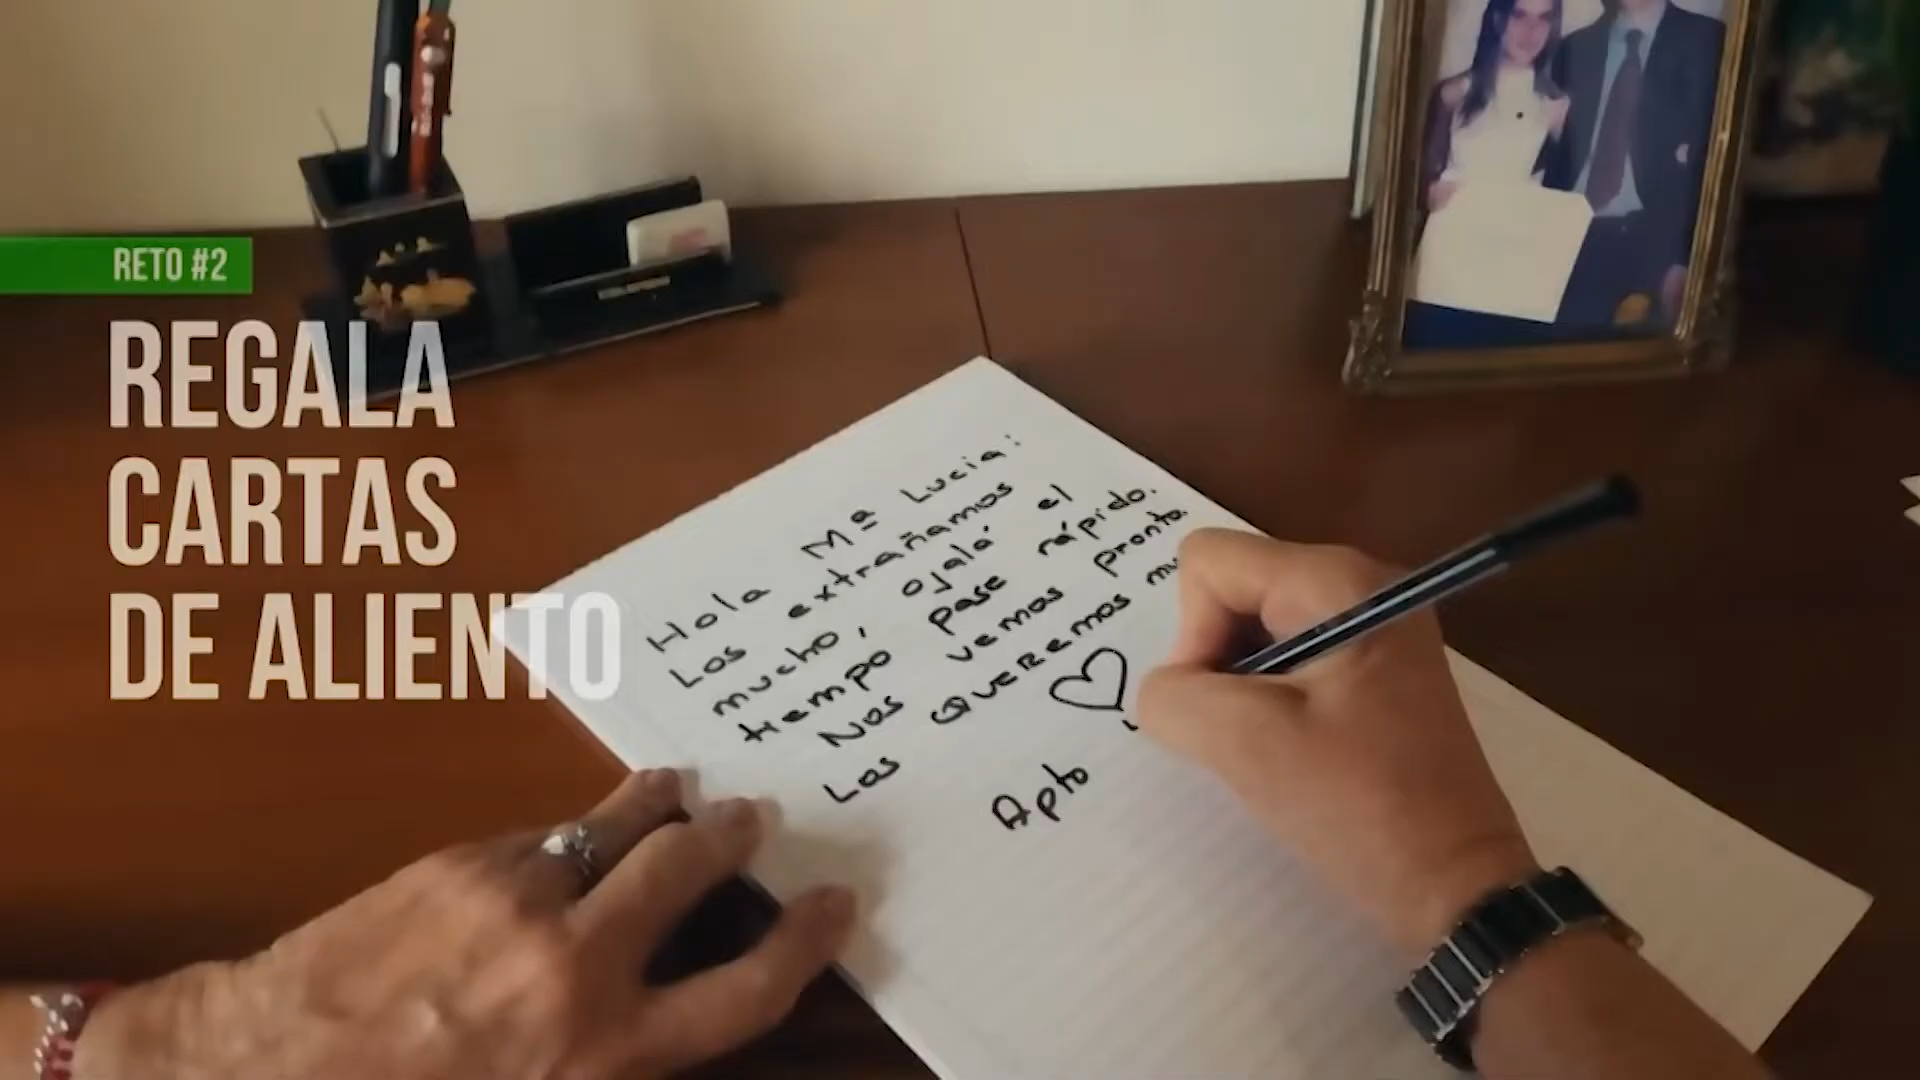 RETO #2
REGALA
CARTAS
DE ALIENTO
Hola Mª Lucia:
Los extrañamos
mucho, ojalá el
tiempo pase rápido.
Nos vemos pronto.
Los queremos mu
Apto